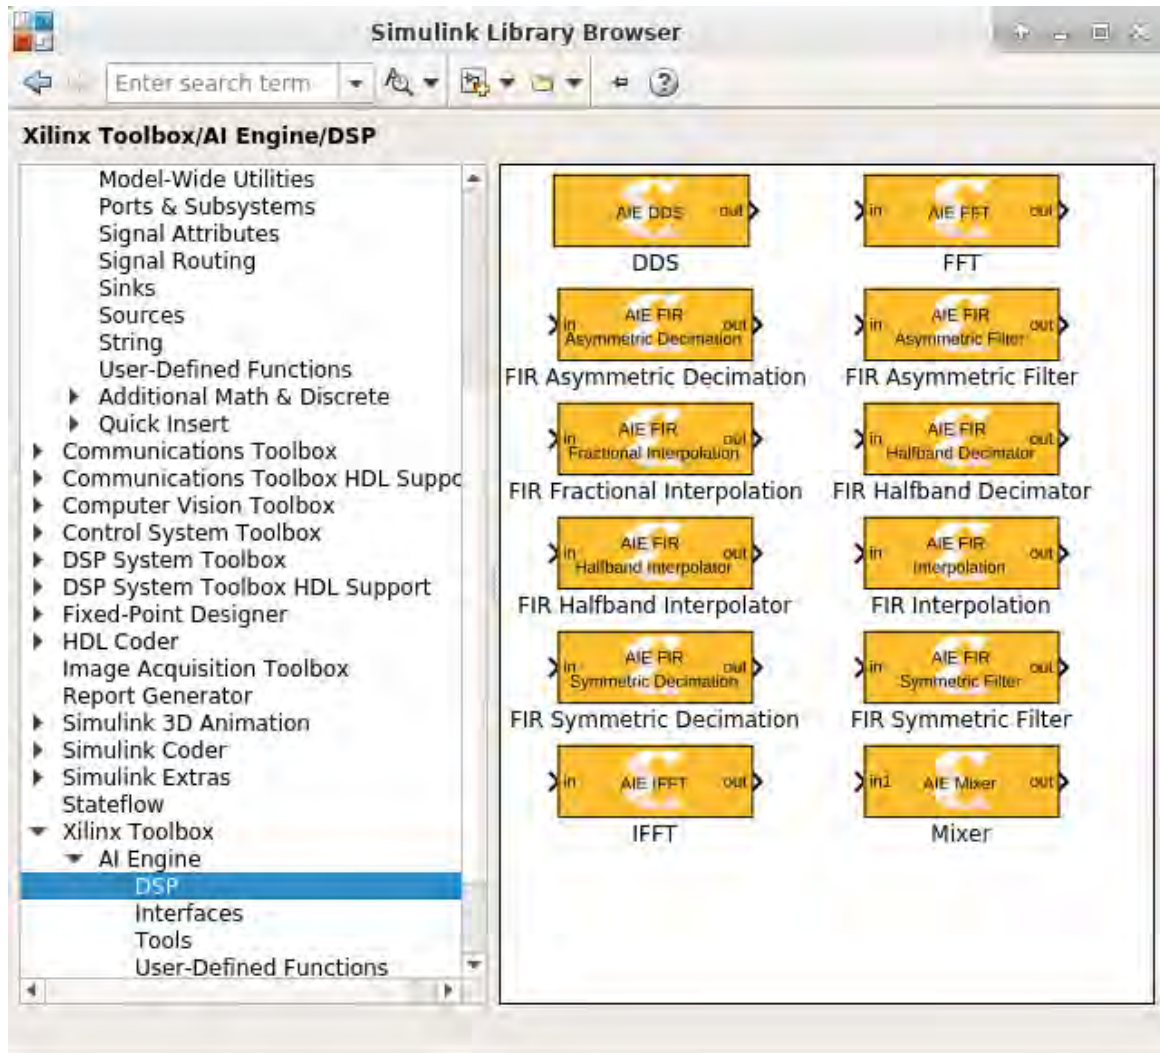 Simulink Library Browser
Enter search term
Xilinx Toolbox/AI Engine/DSP
Model-Wide Utilities
Ports & Subsystems
Signal Attributes
Signal Routing
Sinks
Sources
String
User-Defined Functions
Additional Math & Discrete
Quick Insert
Communications Toolbox
Communications Toolbox HDL Suppo
Computer Vision Toolbox
Control System Toolbox
DSP System Toolbox
DSP System Toolbox HDL Support
Fixed-Point Designer
HDL Coder
Image Acquisition Toolbox
Report Generator
Simulink 3D Animation
Simulink Coder
Simulink Extras
Stateflow
Xilinx Toolbox
AI Engine
DSP
Interfaces
Tools
User-Defined Functions
AIE DDS out
DDS
in AIE FFT out
FFT
in AIE FIR out
Asymmetric Decimation
FIR Asymmetric Decimation
in AIE FIR out
Asymmetric Filter
FIR Asymmetric Filter
in AIE FIR out
Fractional Interpolation
FIR Fractional Interpolation
in AIE FIR out
Halfband Decimator
FIR Halfband Decimator
in AIE FIR out
Halfband Interpolator
FIR Halfband Interpolator
in AIE FIR out
Interpolation
FIR Interpolation
in AIE FIR out
Symmetric Decimation
FIR Symmetric Decimation
in AIE FIR out
Symmetric Filter
FIR Symmetric Filter
in AIE IFFT out
IFFT
in1 AIE Mixer out
Mixer